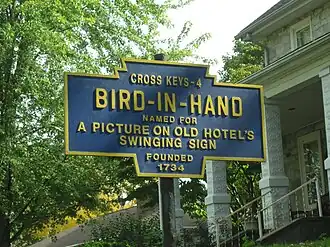 CROSS KEYS-4
BIRD-IN-HAND
NAMED FOR
A PICTURE ON OLD HOTEL'S
SWINGING SIGN
FOUNDED
1734